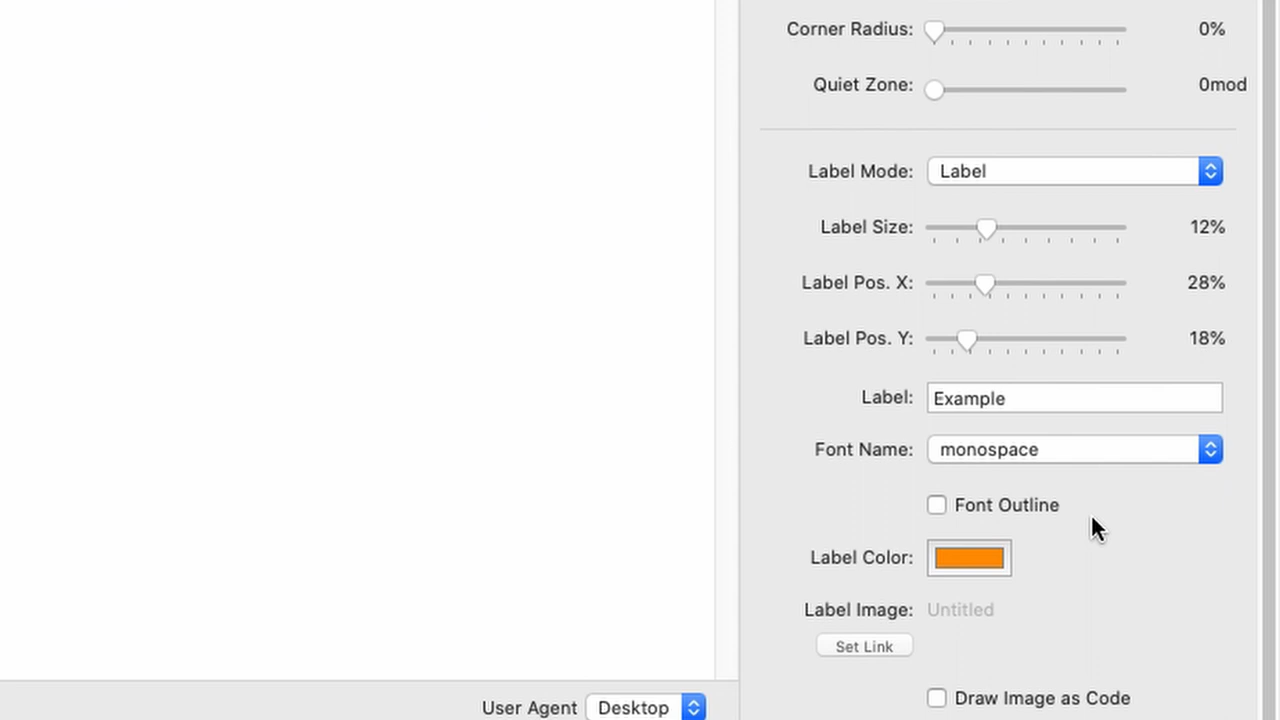 Corner Radius: 0%
Quiet Zone: 0mod
Label Mode: Label
Label Size: 12%
Label Pos. X: 28%
Label Pos. Y: 18%
Label: Example
Font Name: monospace
Font Outline
Label Color:
Label Image: Untitled
Set Link
Draw Image as Code
User Agent Desktop